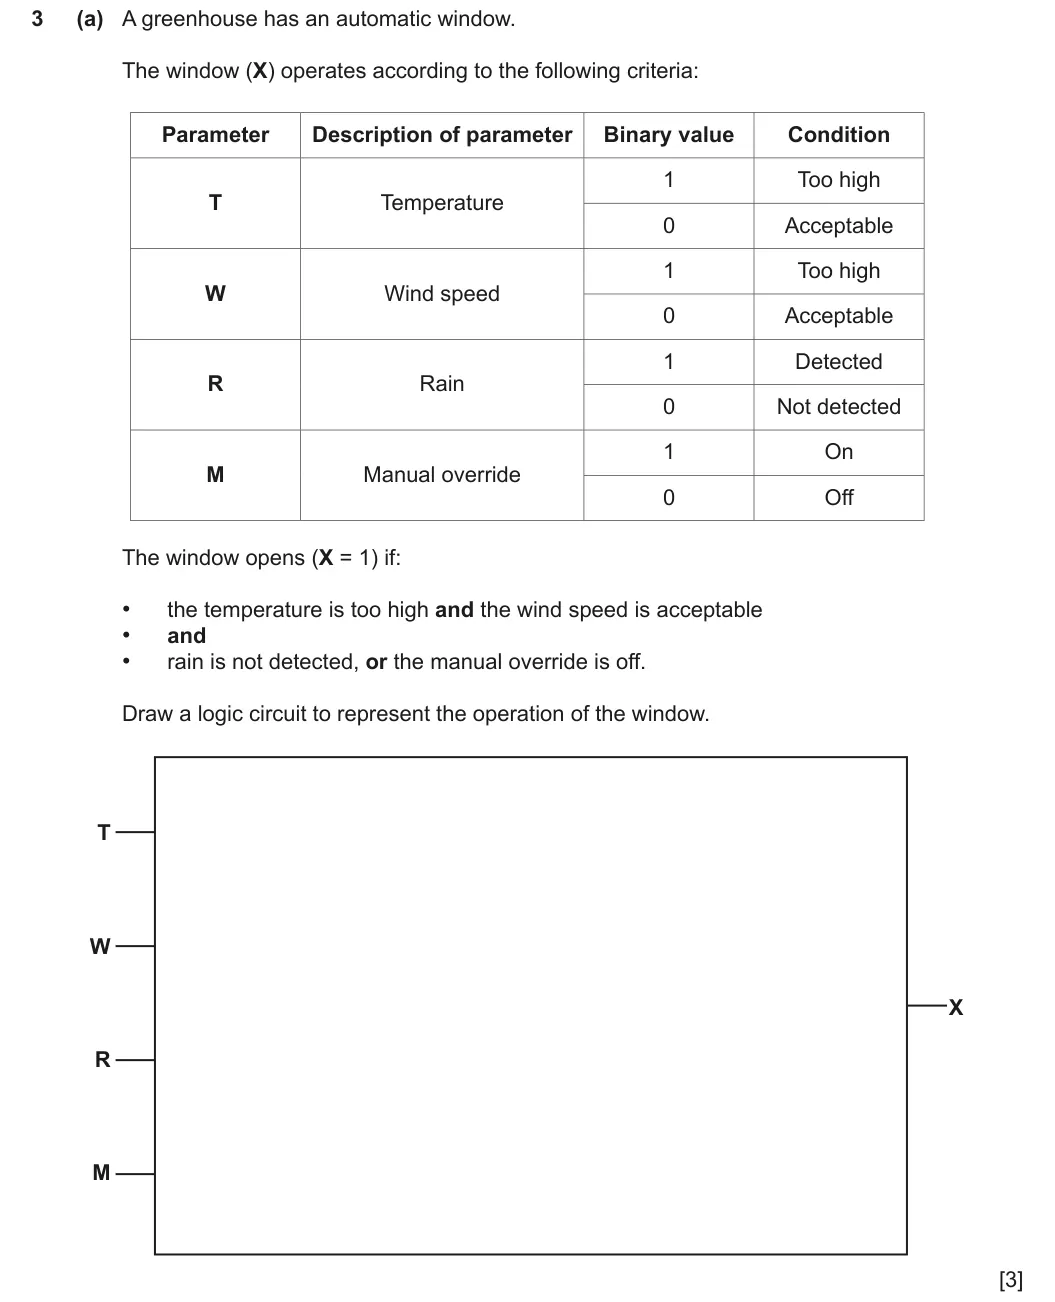 3 (a) A greenhouse has an automatic window.
The window (X) operates according to the following criteria:
Parameter Description of parameter Binary value Condition
T Temperature 1 Too high
0 Acceptable
W Wind speed 1 Too high
0 Acceptable
R Rain 1 Detected
0 Not detected
M Manual override 1 On
0 Off
The window opens (X = 1) if:
• the temperature is too high and the wind speed is acceptable
• and
• rain is not detected, or the manual override is off.
Draw a logic circuit to represent the operation of the window.
T
W
X
R
M
[3]